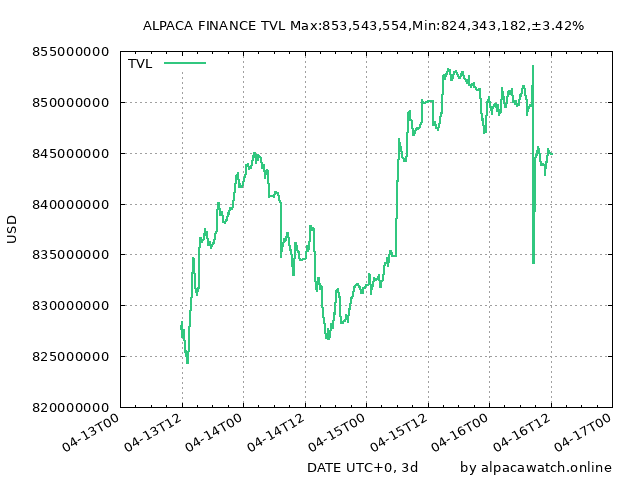 ALPACA FINANCE TVL Max:853,543,554,Min:824,343,182,±3.42%
TVL
855000000
850000000
845000000
840000000
835000000
830000000
825000000
820000000
USD
04-13T00
04-13T12
04-14T00
04-14T12
04-15T00
04-15T12
04-16T00
04-16T12
04-17T00
DATE UTC+0, 3d
by alpacawatch.online